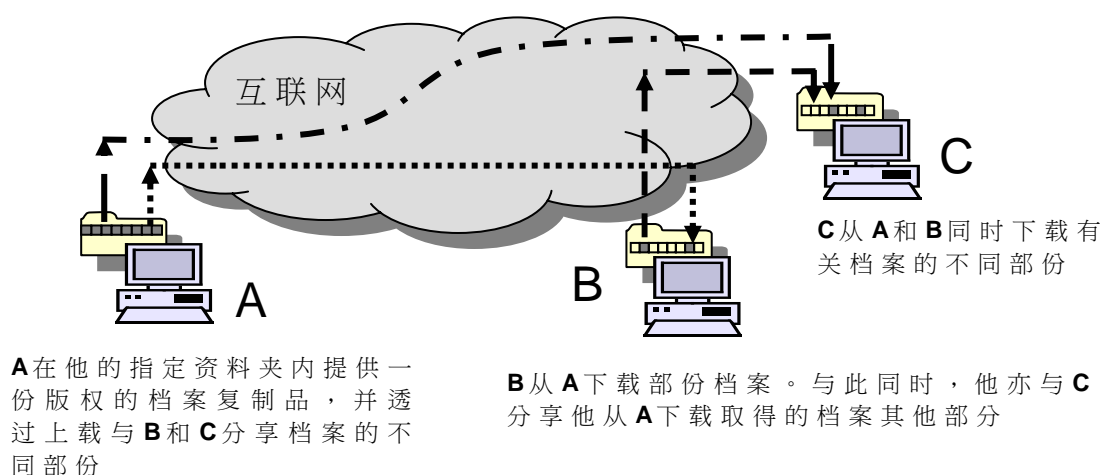 互联网
C
C从A和B同时下载有
关档案的不同部份
B
A
A在他的指定资料夹内提供一
份版权的档案复制品，并透
过上载与B和C分享档案的不
同部份
B从A下载部份档案。与此同时，他亦与C
分享他从A下载取得的档案其他部分